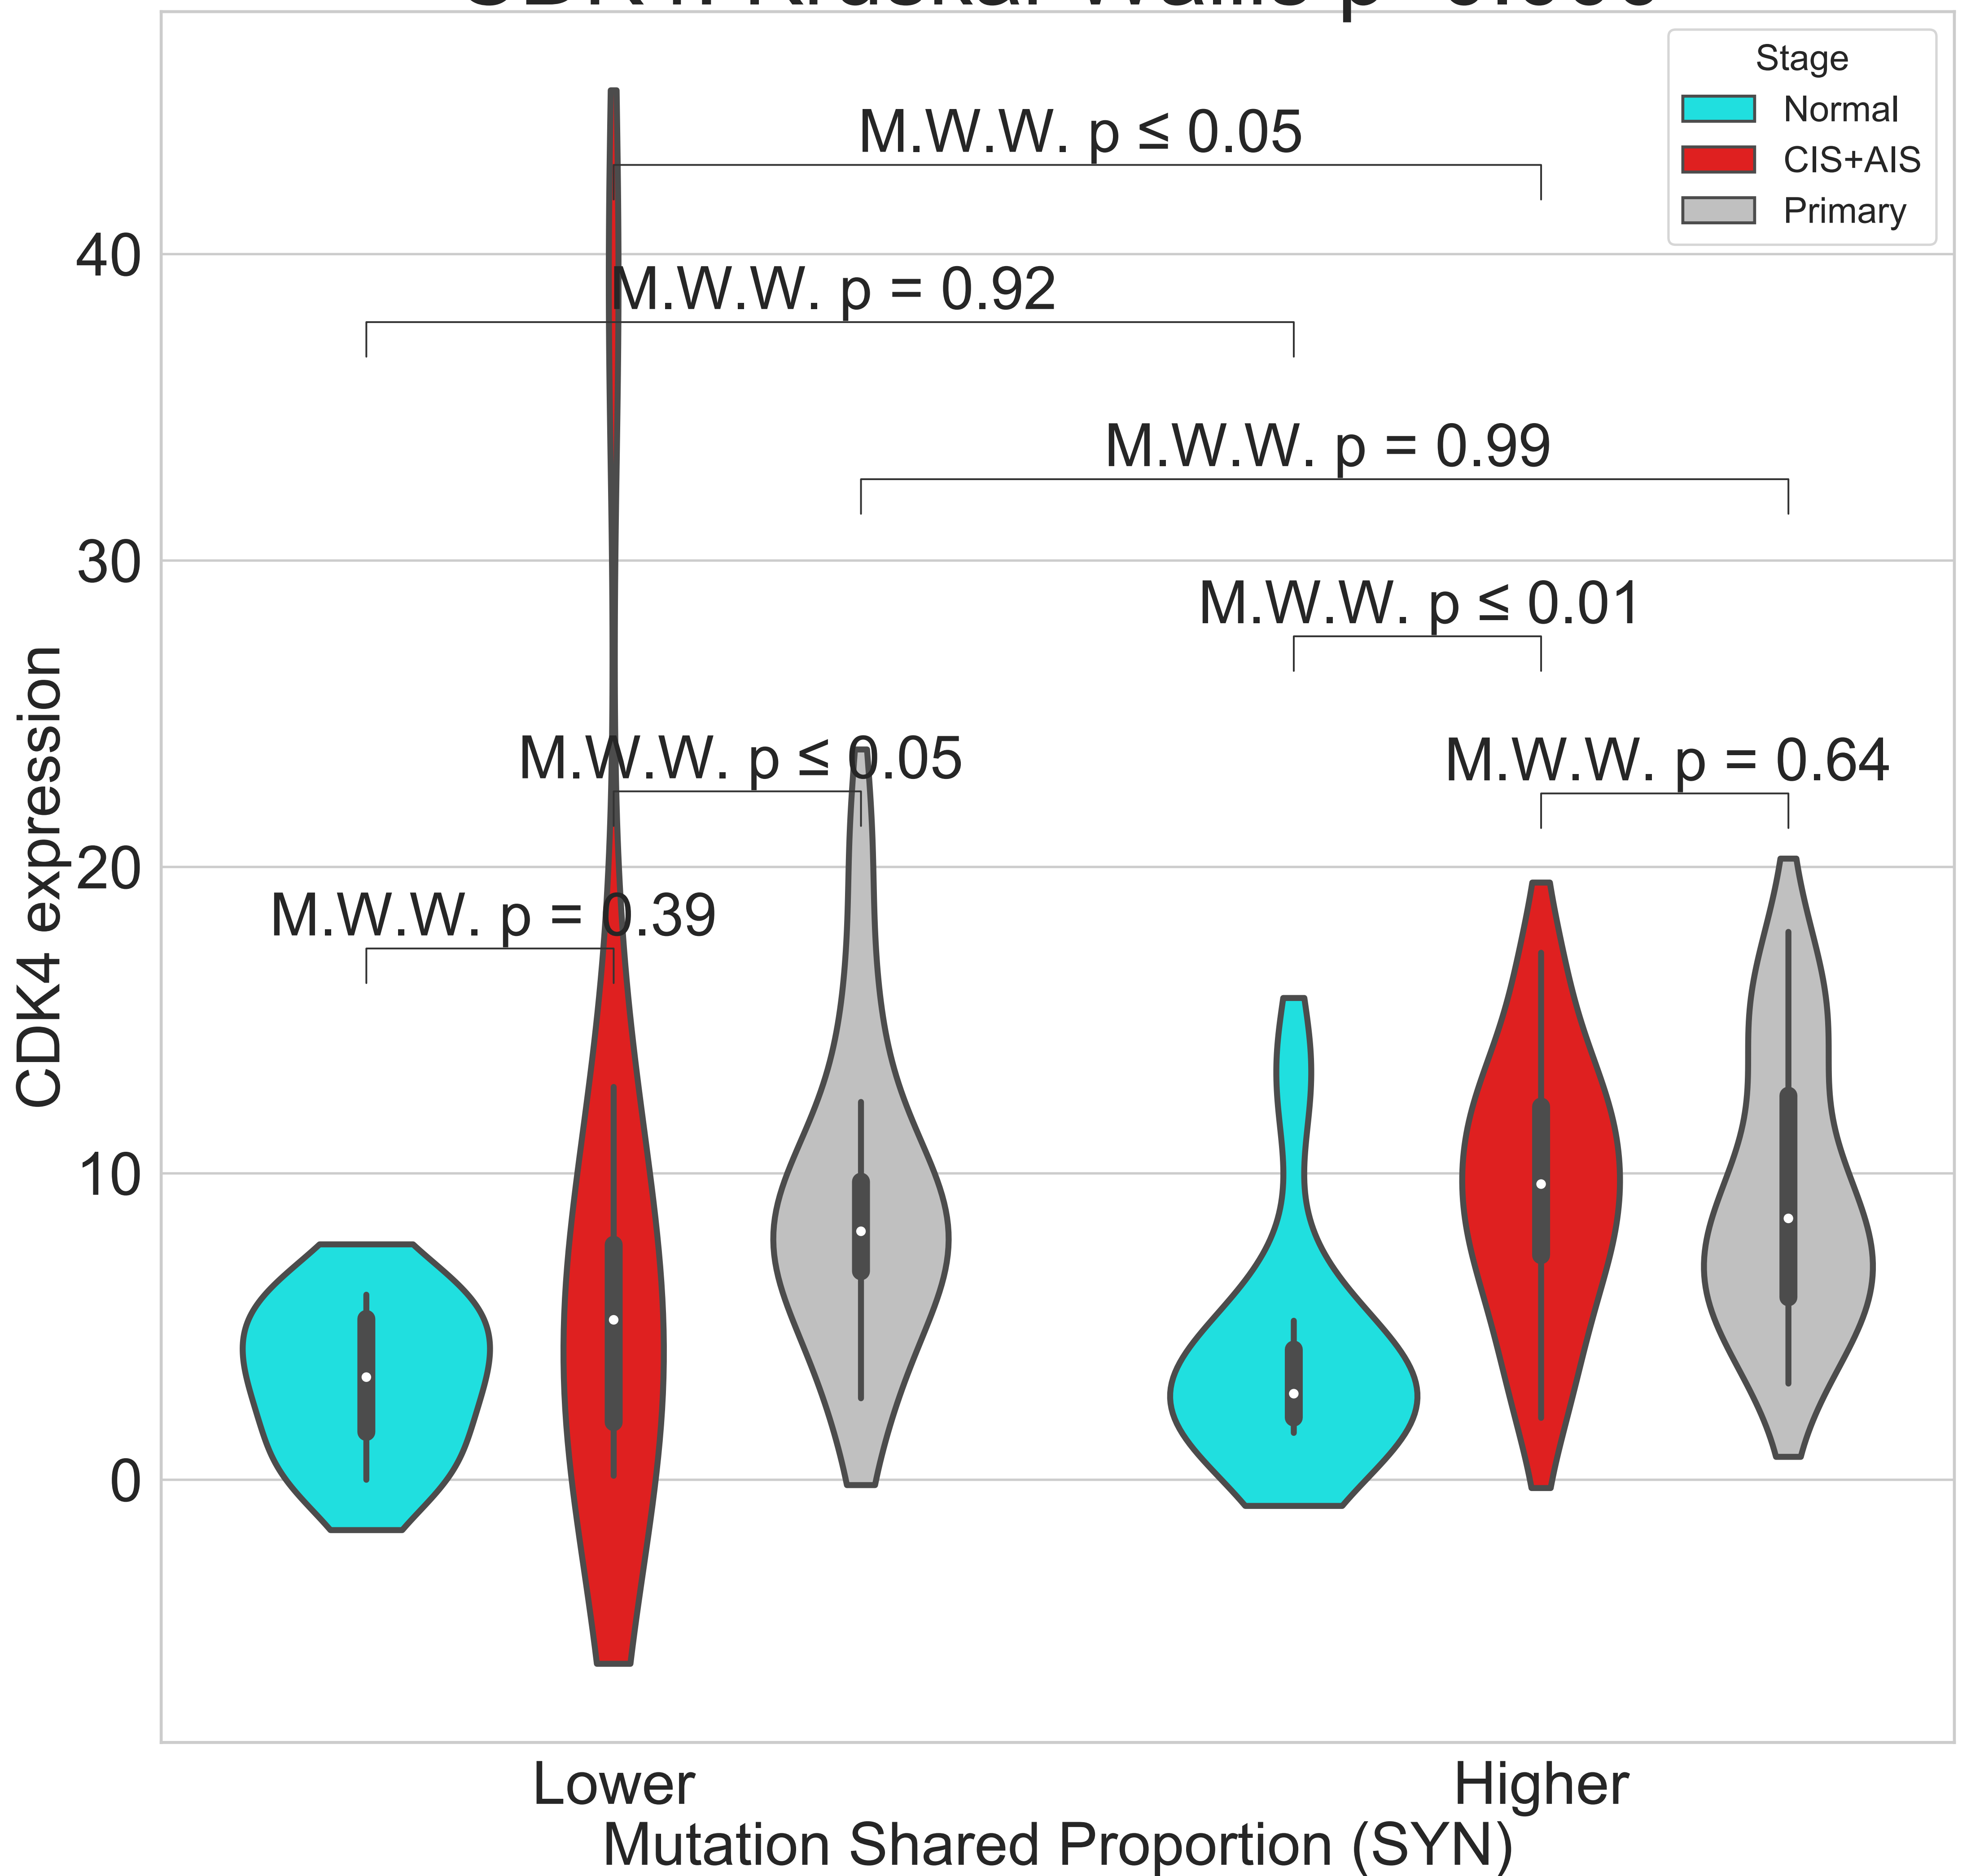 Stage
Normal
CIS+AIS
Primary
M.W.W. p ≤ 0.05
M.W.W. p = 0.92
M.W.W. p = 0.99
M.W.W. p ≤ 0.01
M.W.W. p ≤ 0.05
M.W.W. p = 0.64
M.W.W. p = 0.39
CDK4 expression
40
30
20
10
0
Lower
Higher
Mutation Shared Proportion (SYN)